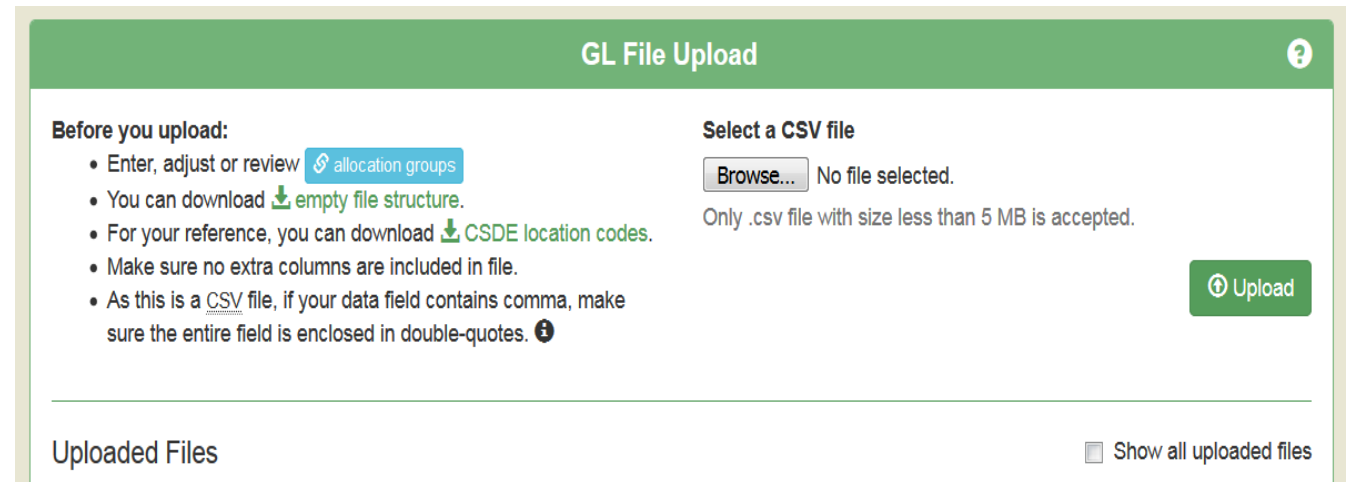 GL File Upload
Before you upload:
• Enter, adjust or review allocation groups
• You can download empty file structure.
• For your reference, you can download CSDE location codes.
• Make sure no extra columns are included in file.
• As this is a CSV file, if your data field contains comma, make
sure the entire field is enclosed in double-quotes.
Select a CSV file
Browse... No file selected.
Only .csv file with size less than 5 MB is accepted.
Upload
Uploaded Files
Show all uploaded files